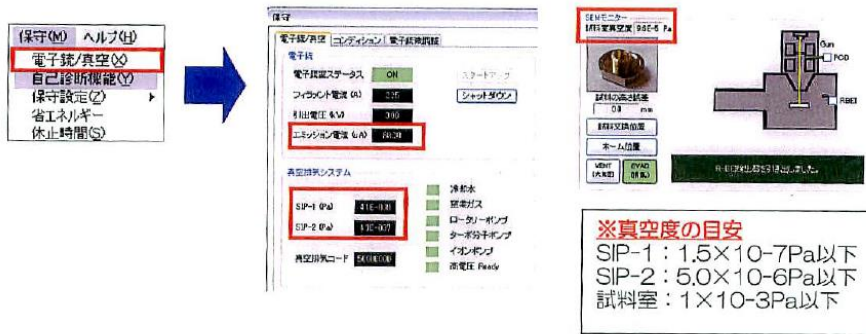 保守(M) ヘルプ(H)
電子銃/真空(X)
自己診断機能(Y)
保守設定(Z)
省エネルギー
休止時間(S)
保守
電子銃/真空 コンディション 電子銃微調整
電子銃
電子銃室ステータス ON スタートアップ
フィラメント電流 (A) シャットダウン
引出電圧 (kV)
エミッション電流 (uA)
真空排気システム
SIP-1 (Pa)
SIP-2 (Pa)
真空排気コード
冷却水
窒素ガス
ロータリーポンプ
ターボ分子ポンプ
イオンポンプ
高電圧 Ready
SEMモニター
試料室真空度 Pa
試料の高さ誤差
mm
試料交換位置
ホーム位置
VENT EVAC
Gun
RBEI
※真空度の目安
SIP-1：1.5×10-7Pa以下
SIP-2：5.0×10-6Pa以下
試料室：1×10-3Pa以下